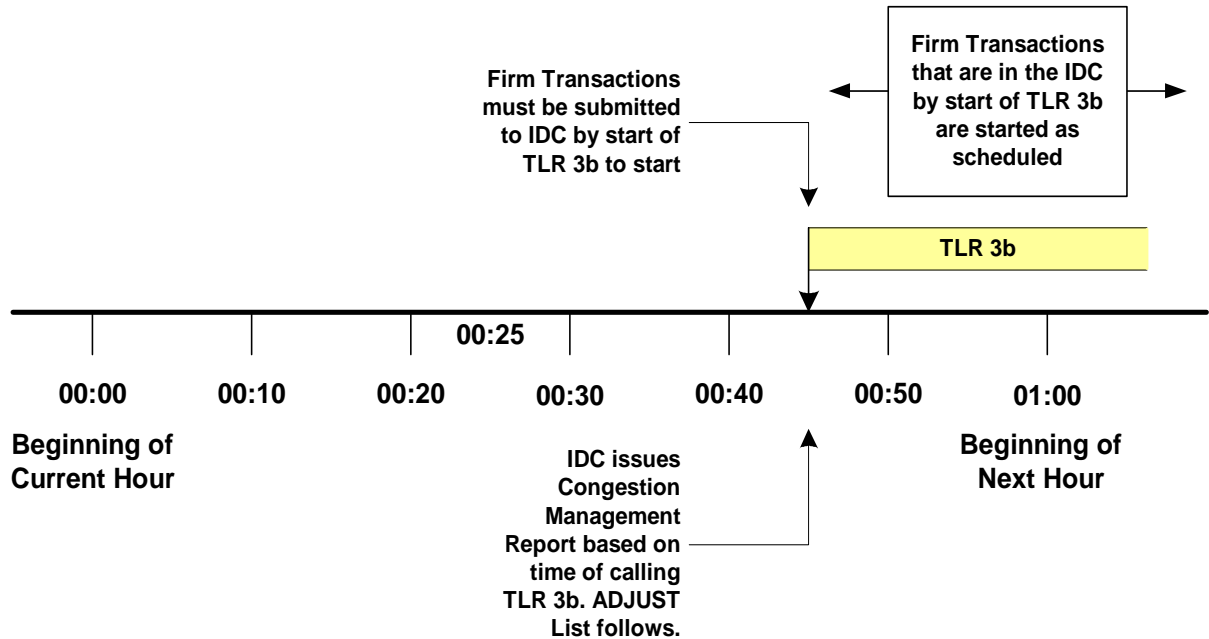 Firm Transactions
that are in the IDC
by start of TLR 3b
are started as
scheduled
Firm Transactions
must be submitted
to IDC by start of
TLR 3b to start
TLR 3b
00:25
00:00
00:10
00:20
00:30
00:40
00:50
01:00
Beginning of
Current Hour
Beginning of
Next Hour
IDC issues
Congestion
Management
Report based on
time of calling
TLR 3b. ADJUST
List follows.